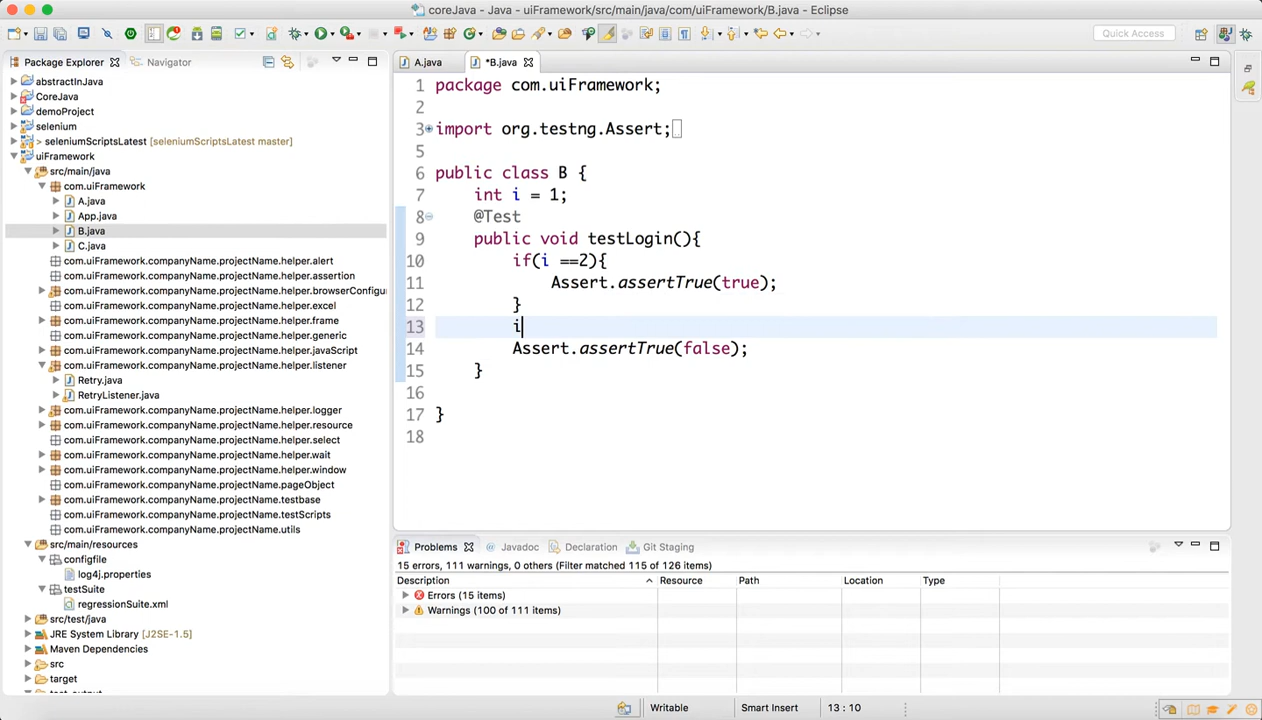 coreJava - Java - uiFramework/src/main/java/com/uiFramework/B.java - Eclipse
Quick Access
Package Explorer
Navigator
abstractInJava
CoreJava
demoProject
selenium
> seleniumScriptsLatest [seleniumScriptsLatest master]
uiFramework
src/main/java
com.uiFramework
A.java
App.java
B.java
C.java
com.uiFramework.companyName.projectName.helper.alert
com.uiFramework.companyName.projectName.helper.assertion
com.uiFramework.companyName.projectName.helper.browserConfigu
com.uiFramework.companyName.projectName.helper.excel
com.uiFramework.companyName.projectName.helper.frame
com.uiFramework.companyName.projectName.helper.generic
com.uiFramework.companyName.projectName.helper.javaScript
com.uiFramework.companyName.projectName.helper.listener
Retry.java
RetryListener.java
com.uiFramework.companyName.projectName.helper.logger
com.uiFramework.companyName.projectName.helper.resource
com.uiFramework.companyName.projectName.helper.select
com.uiFramework.companyName.projectName.helper.wait
com.uiFramework.companyName.projectName.helper.window
com.uiFramework.companyName.projectName.pageObject
com.uiFramework.companyName.projectName.testbase
com.uiFramework.companyName.projectName.testScripts
com.uiFramework.companyName.projectName.utils
src/main/resources
configfile
log4j.properties
testSuite
regressionSuite.xml
src/test/java
JRE System Library [J2SE-1.5]
Maven Dependencies
src
target
A.java *B.java
1 package com.uiFramework;
2
3 import org.testng.Assert;
5
6 public class B {
7 int i = 1;
8 @Test
9 public void testLogin(){
10 if(i ==2){
11 Assert.assertTrue(true);
12 }
13 i
14 Assert.assertTrue(false);
15 }
16
17 }
18
Problems Javadoc Declaration Git Staging
15 errors, 111 warnings, 0 others (Filter matched 115 of 126 items)
Description Resource Path Location Type
Errors (15 items)
Warnings (100 of 111 items)
Writable Smart Insert 13 : 10